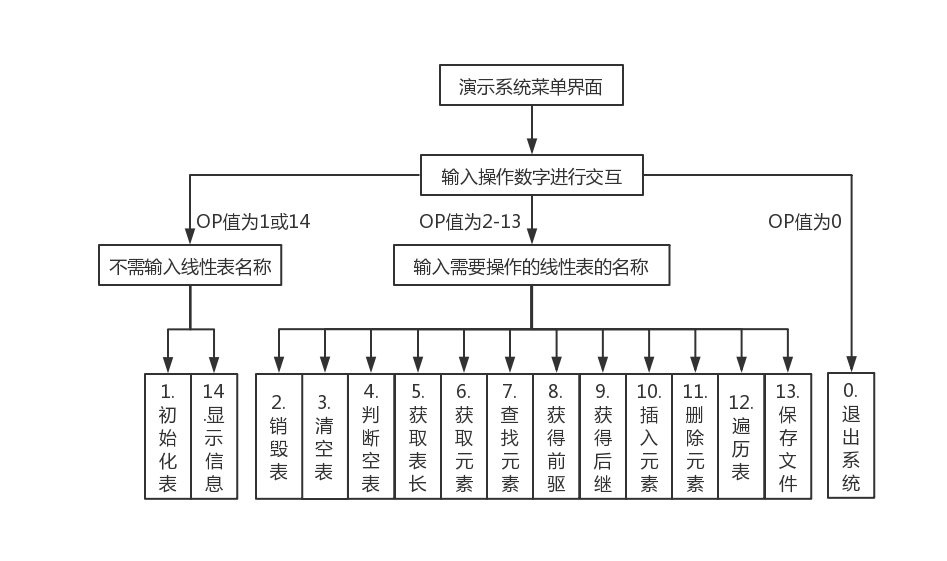 演示系统菜单界面
输入操作数字进行交互
OP值为1或14
OP值为2-13
OP值为0
不需输入线性表名称
输入需要操作的线性表的名称
1.初始化表
14.显示信息
2.销毁表
3.清空表
4.判断空表
5.获取表长
6.获取元素
7.查找元素
8.获得前驱
9.获得后继
10.插入元素
11.删除元素
12.遍历表
13.保存文件
0.退出系统